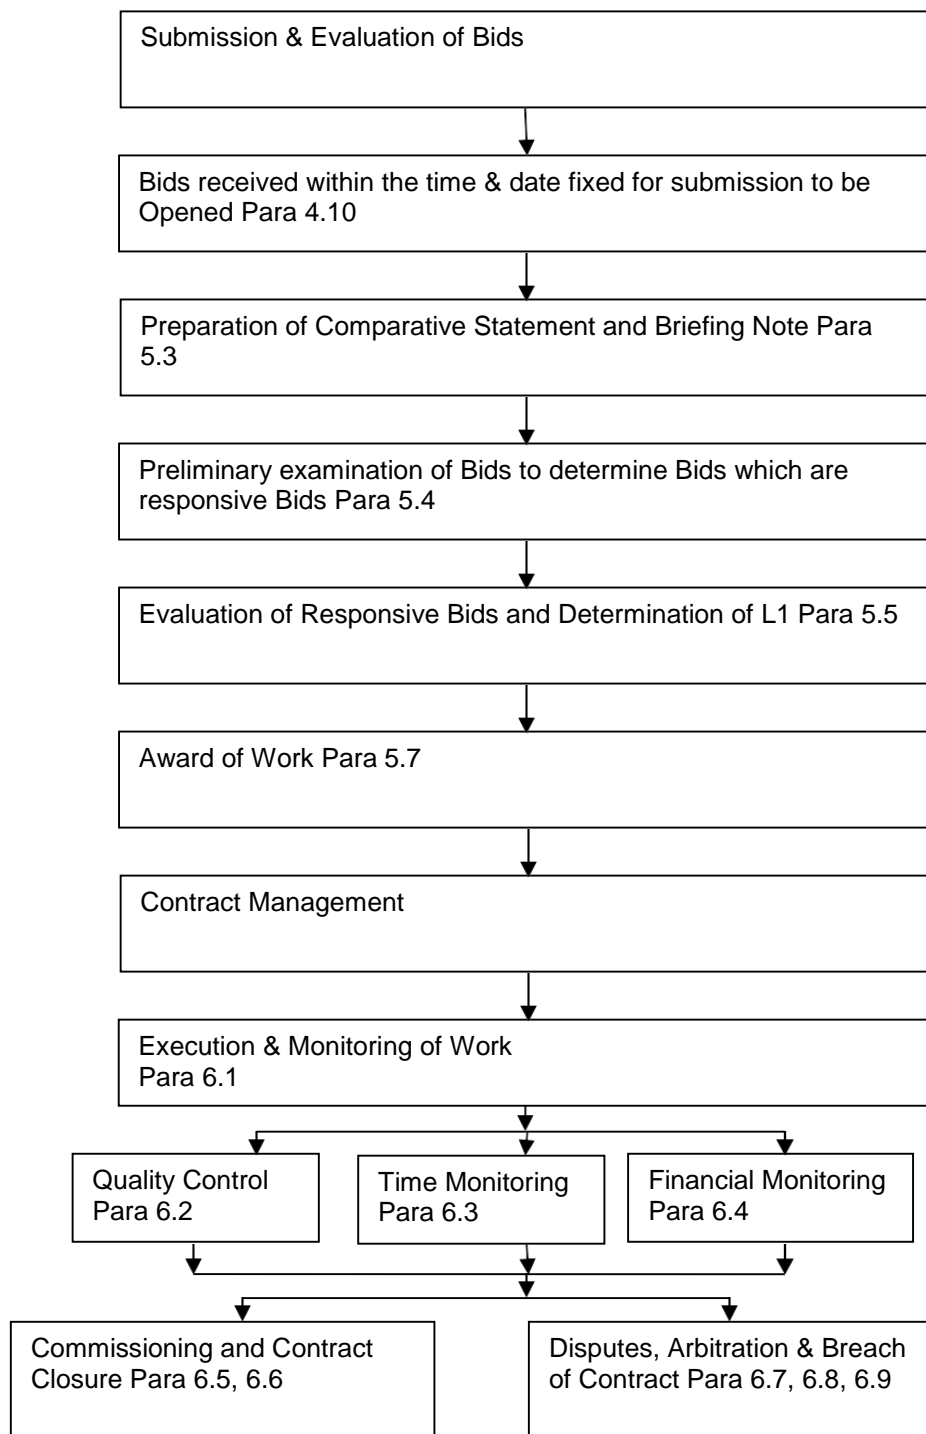 Submission & Evaluation of Bids
Bids received within the time & date fixed for submission to be
Opened Para 4.10
Preparation of Comparative Statement and Briefing Note Para
5.3
Preliminary examination of Bids to determine Bids which are
responsive Bids Para 5.4
Evaluation of Responsive Bids and Determination of L1 Para 5.5
Award of Work Para 5.7
Contract Management
Execution & Monitoring of Work
Para 6.1
Quality Control
Para 6.2
Time Monitoring
Para 6.3
Financial Monitoring
Para 6.4
Commissioning and Contract
Closure Para 6.5, 6.6
Disputes, Arbitration & Breach
of Contract Para 6.7, 6.8, 6.9